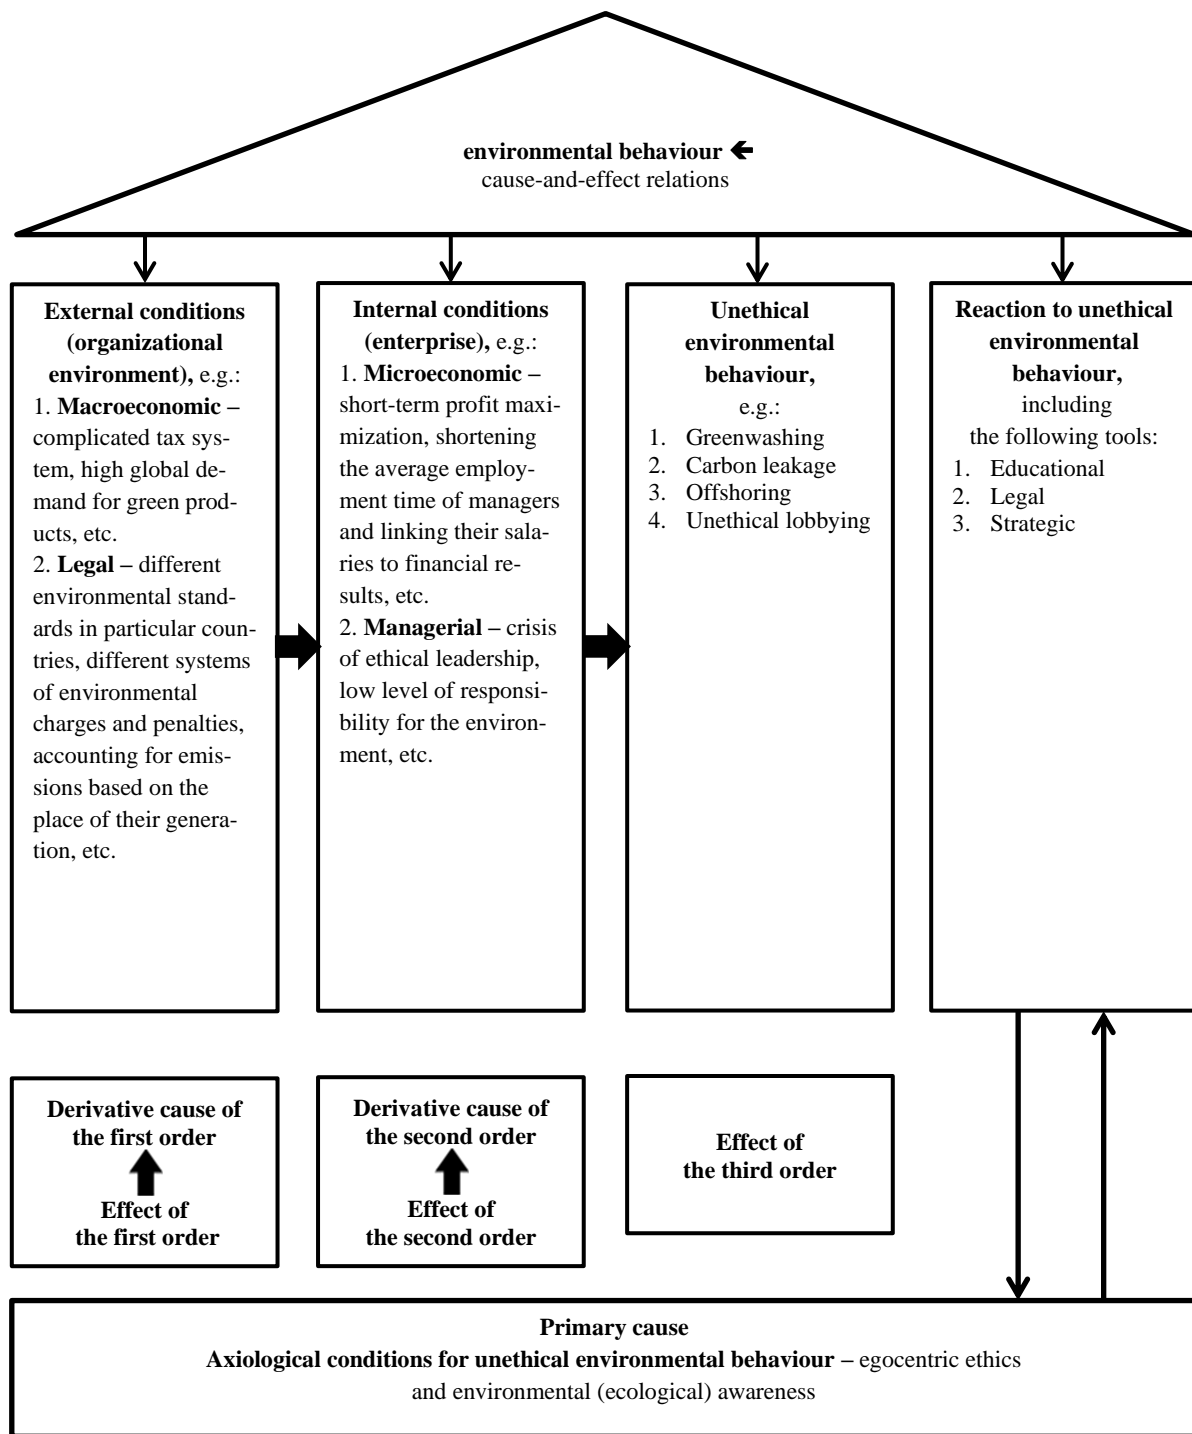 environmental behaviour ←
cause-and-effect relations
External conditions
(organizational
environment), e.g.:
1. Macroeconomic –
complicated tax sys-
tem, high global de-
mand for green prod-
ucts, etc.
2. Legal – different
environmental stand-
ards in particular coun-
tries, different systems
of environmental
charges and penalties,
accounting for emis-
sions based on the
place of their genera-
tion, etc.
Internal conditions
(enterprise), e.g.:
1. Microeconomic –
short-term profit maxi-
mization, shortening
the average employ-
ment time of managers
and linking their sala-
ries to financial re-
sults, etc.
2. Managerial – crisis
of ethical leadership,
low level of responsi-
bility for the environ-
ment, etc.
Unethical
environmental
behaviour,
e.g.:
1. Greenwashing
2. Carbon leakage
3. Offshoring
4. Unethical lobbying
Reaction to unethical
environmental
behaviour,
including
the following tools:
1. Educational
2. Legal
3. Strategic
Derivative cause of
the first order
Effect of
the first order
Derivative cause of
the second order
Effect of
the second order
Effect of
the third order
Primary cause
Axiological conditions for unethical environmental behaviour – egocentric ethics
and environmental (ecological) awareness